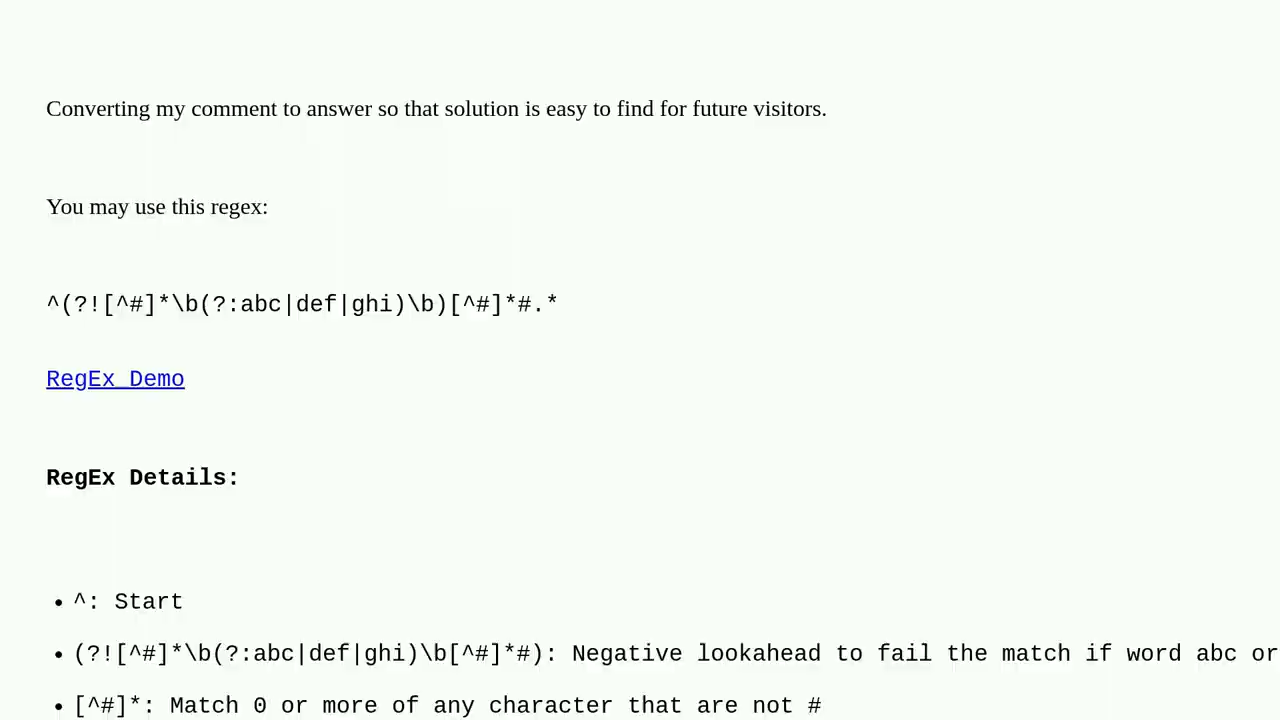 Converting my comment to answer so that solution is easy to find for future visitors.
You may use this regex:
^(?![^#]*\b(?:abc|def|ghi)\b)[^#]*#.*
RegEx Demo
RegEx Details:
• ^: Start
• (?![^#]*\b(?:abc|def|ghi)\b[^#]*#): Negative lookahead to fail the match if word abc or
• [^#]*: Match 0 or more of any character that are not #